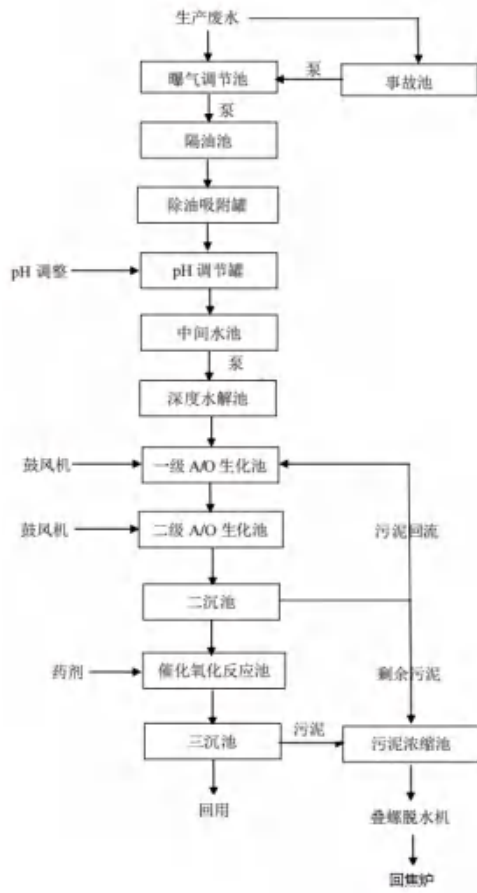 生产废水
泵
曝气调节池
事故池
泵
隔油池
除油吸附罐
pH 调整
pH 调节罐
中间水池
泵
深度水解池
鼓风机
一级 A/O 生化池
鼓风机
二级 A/O 生化池
污泥回流
二沉池
药剂
催化氧化反应池
剩余污泥
三沉池
污泥
污泥浓缩池
回用
叠螺脱水机
回焦炉